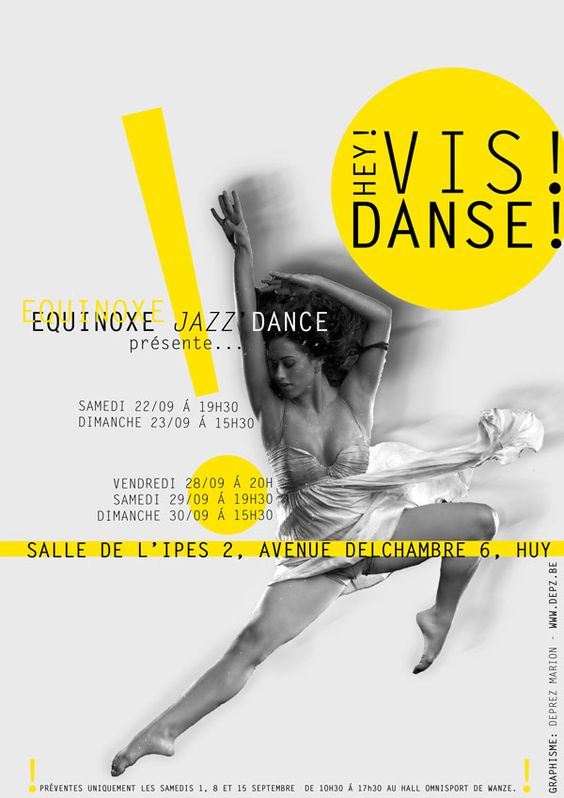 HEY! VIS!
DANSE!
EQUINOXE
EQUINOXE JAZZ'DANCE
présente...
SAMEDI 22/09 Á 19H30
DIMANCHE 23/09 Á 15H30
VENDREDI 28/09 Á 20H
SAMEDI 29/09 Á 19H30
DIMANCHE 30/09 Á 15H30
SALLE DE L'IPES 2, AVENUE DELCHAMBRE 6, HUY
GRAPHISME: DEPREZ MARION - WWW.DEPZ.BE
! PRÉVENTES UNIQUEMENT LES SAMEDIS 1, 8 ET 15 SEPTEMBRE DE 10H30 Á 17H30 AU HALL OMNISPORT DE WANZE. !